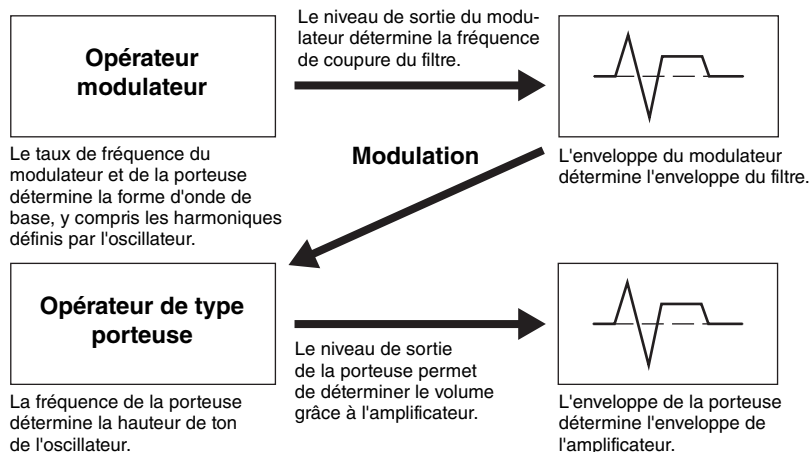 Opérateur
modulateur
Le niveau de sortie du modu-
lateur détermine la fréquence
de coupure du filtre.
Le taux de fréquence du
modulateur et de la porteuse
détermine la forme d'onde de
base, y compris les harmoniques
définis par l'oscillateur.
Modulation
L'enveloppe du modulateur
détermine l'enveloppe du filtre.
Opérateur de type
porteuse
La fréquence de la porteuse
détermine la hauteur de ton
de l'oscillateur.
Le niveau de sortie
de la porteuse permet
de déterminer le volume
grâce à l'amplificateur.
L'enveloppe de la porteuse
détermine l'enveloppe de
l'amplificateur.